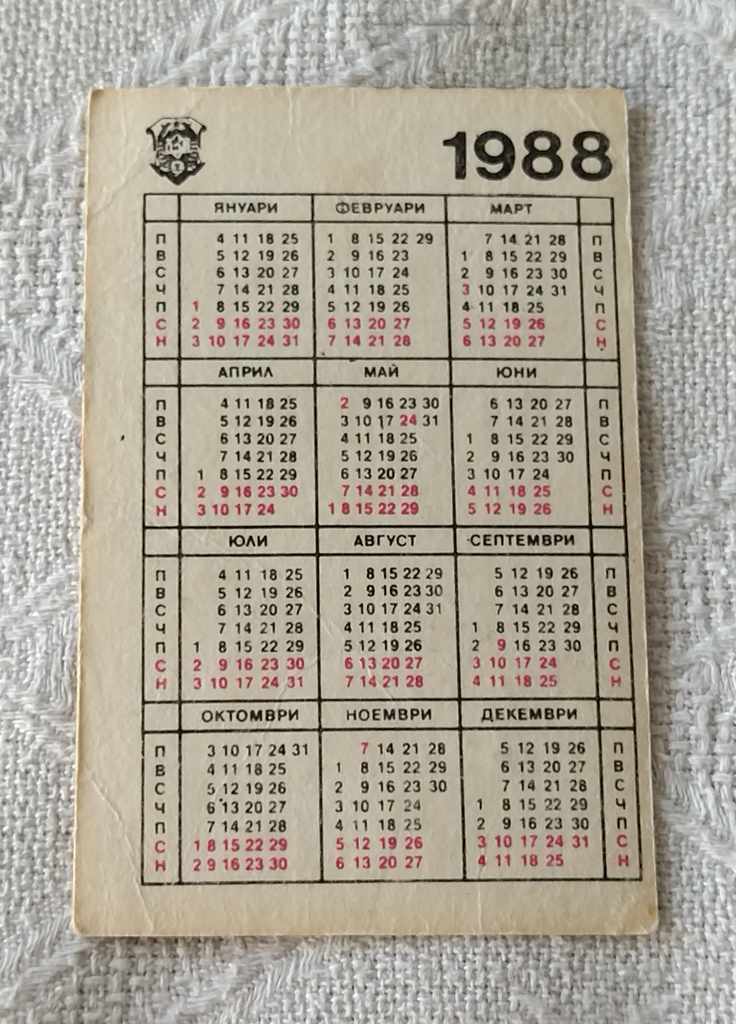 1988
ЯНУАРИ ФЕВРУАРИ МАРТ
П 4 11 18 25 1 8 15 22 29 7 14 21 28 П
В 5 12 19 26 2 9 16 23 1 8 15 22 29 В
С 6 13 20 27 3 10 17 24 2 9 16 23 30 С
Ч 7 14 21 28 4 11 18 25 3 10 17 24 31 Ч
П 1 8 15 22 29 5 12 19 26 4 11 18 25 П
С 2 9 16 23 30 6 13 20 27 5 12 19 26 С
Н 3 10 17 24 31 7 14 21 28 6 13 20 27 Н
АПРИЛ МАЙ ЮНИ
П 4 11 18 25 2 9 16 23 30 6 13 20 27 П
В 5 12 19 26 3 10 17 24 31 7 14 21 28 В
С 6 13 20 27 4 11 18 25 1 8 15 22 29 С
Ч 7 14 21 28 5 12 19 26 2 9 16 23 30 Ч
П 1 8 15 22 29 6 13 20 27 3 10 17 24 П
С 2 9 16 23 30 7 14 21 28 4 11 18 25 С
Н 3 10 17 24 1 8 15 22 29 5 12 19 26 Н
ЮЛИ АВГУСТ СЕПТЕМВРИ
П 4 11 18 25 1 8 15 22 29 5 12 19 26 П
В 5 12 19 26 2 9 16 23 30 6 13 20 27 В
С 6 13 20 27 3 10 17 24 31 7 14 21 28 С
Ч 7 14 21 28 4 11 18 25 1 8 15 22 29 Ч
П 1 8 15 22 29 5 12 19 26 2 9 16 23 30 П
С 2 9 16 23 30 6 13 20 27 3 10 17 24 С
Н 3 10 17 24 31 7 14 21 28 4 11 18 25 Н
ОКТОМВРИ НОЕМВРИ ДЕКЕМВРИ
П 3 10 17 24 31 7 14 21 28 5 12 19 26 П
В 4 11 18 25 1 8 15 22 29 6 13 20 27 В
С 5 12 19 26 2 9 16 23 30 7 14 21 28 С
Ч 6 13 20 27 3 10 17 24 1 8 15 22 29 Ч
П 7 14 21 28 4 11 18 25 2 9 16 23 30 П
С 1 8 15 22 29 5 12 19 26 3 10 17 24 31 С
Н 2 9 16 23 30 6 13 20 27 4 11 18 25 Н